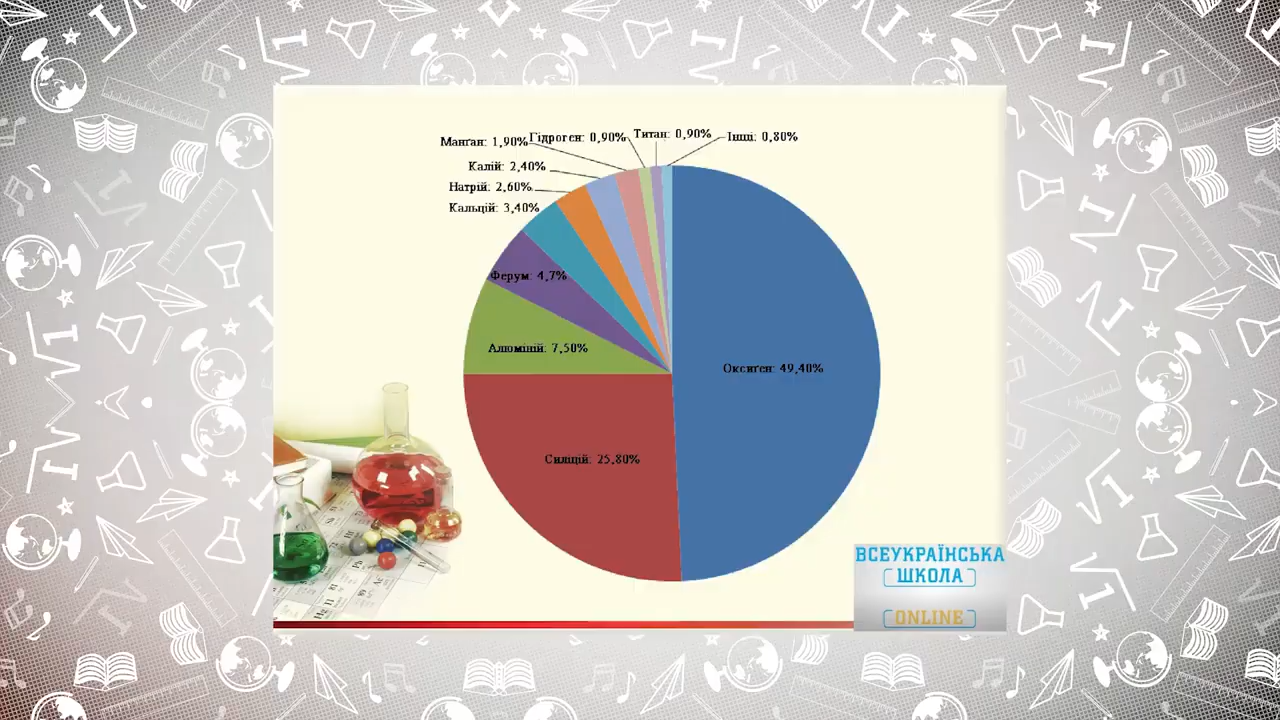 Манган: 1,90%
Гідроген: 0,90%
Титан: 0,90%
Інші: 0,80%
Калій: 2,40%
Натрій: 2,60%
Кальцій: 3,40%
Ферум: 4,7%
Алюміній: 7,50%
Оксиген: 49,40%
Силіцій: 25,80%
ВСЕУКРАЇНСЬКА
ШКОЛА
ONLINE